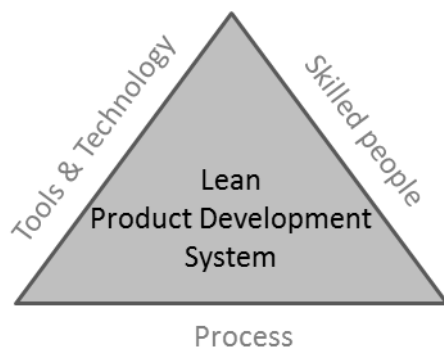 Tools & Technology
Skilled people
Lean
Product Development
System
Process